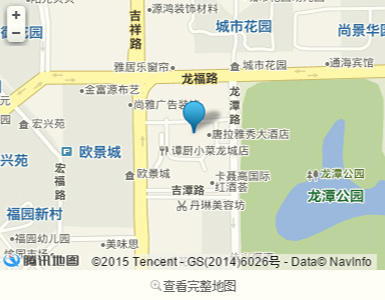 +
源鸿装饰材料
吉祥路
城市花园
尚景华
−
雅居乐窗帘
城市花园
通海宾馆
龙福路
金富源布艺
尚雅广告装
龙潭路
宏兴苑
唐拉雅秀大酒店
兴苑
欧景城
谭厨小菜龙城店
宏福路
欧景城
卡聂高国际
红酒荟
龙潭公园
吉潭路
龙潭公园
福园新村
丹琳美容坊
福园幼儿园
美味思
腾讯地图
©2015 Tencent - GS(2014)6026号 - Data© NavInfo
查看完整地图